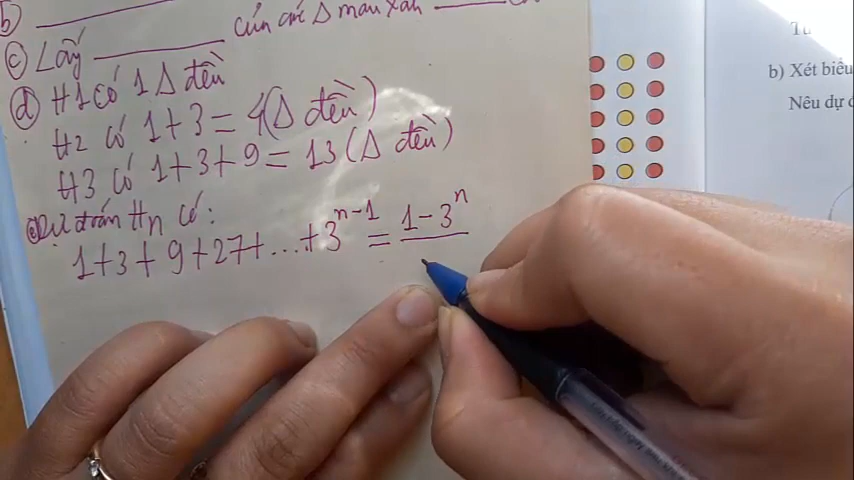 b
của các Δ màu xanh
c Lấy
d H1 có 1 Δ đều
H2 có 1+3=4(Δ đều)
H3 có 1+3+9=13(Δ đều)
e Dự đoán Hn có:
1+3+9+27+...+3^{n-1} = 1-3^n
b) Xét biểu
Nêu dự đ